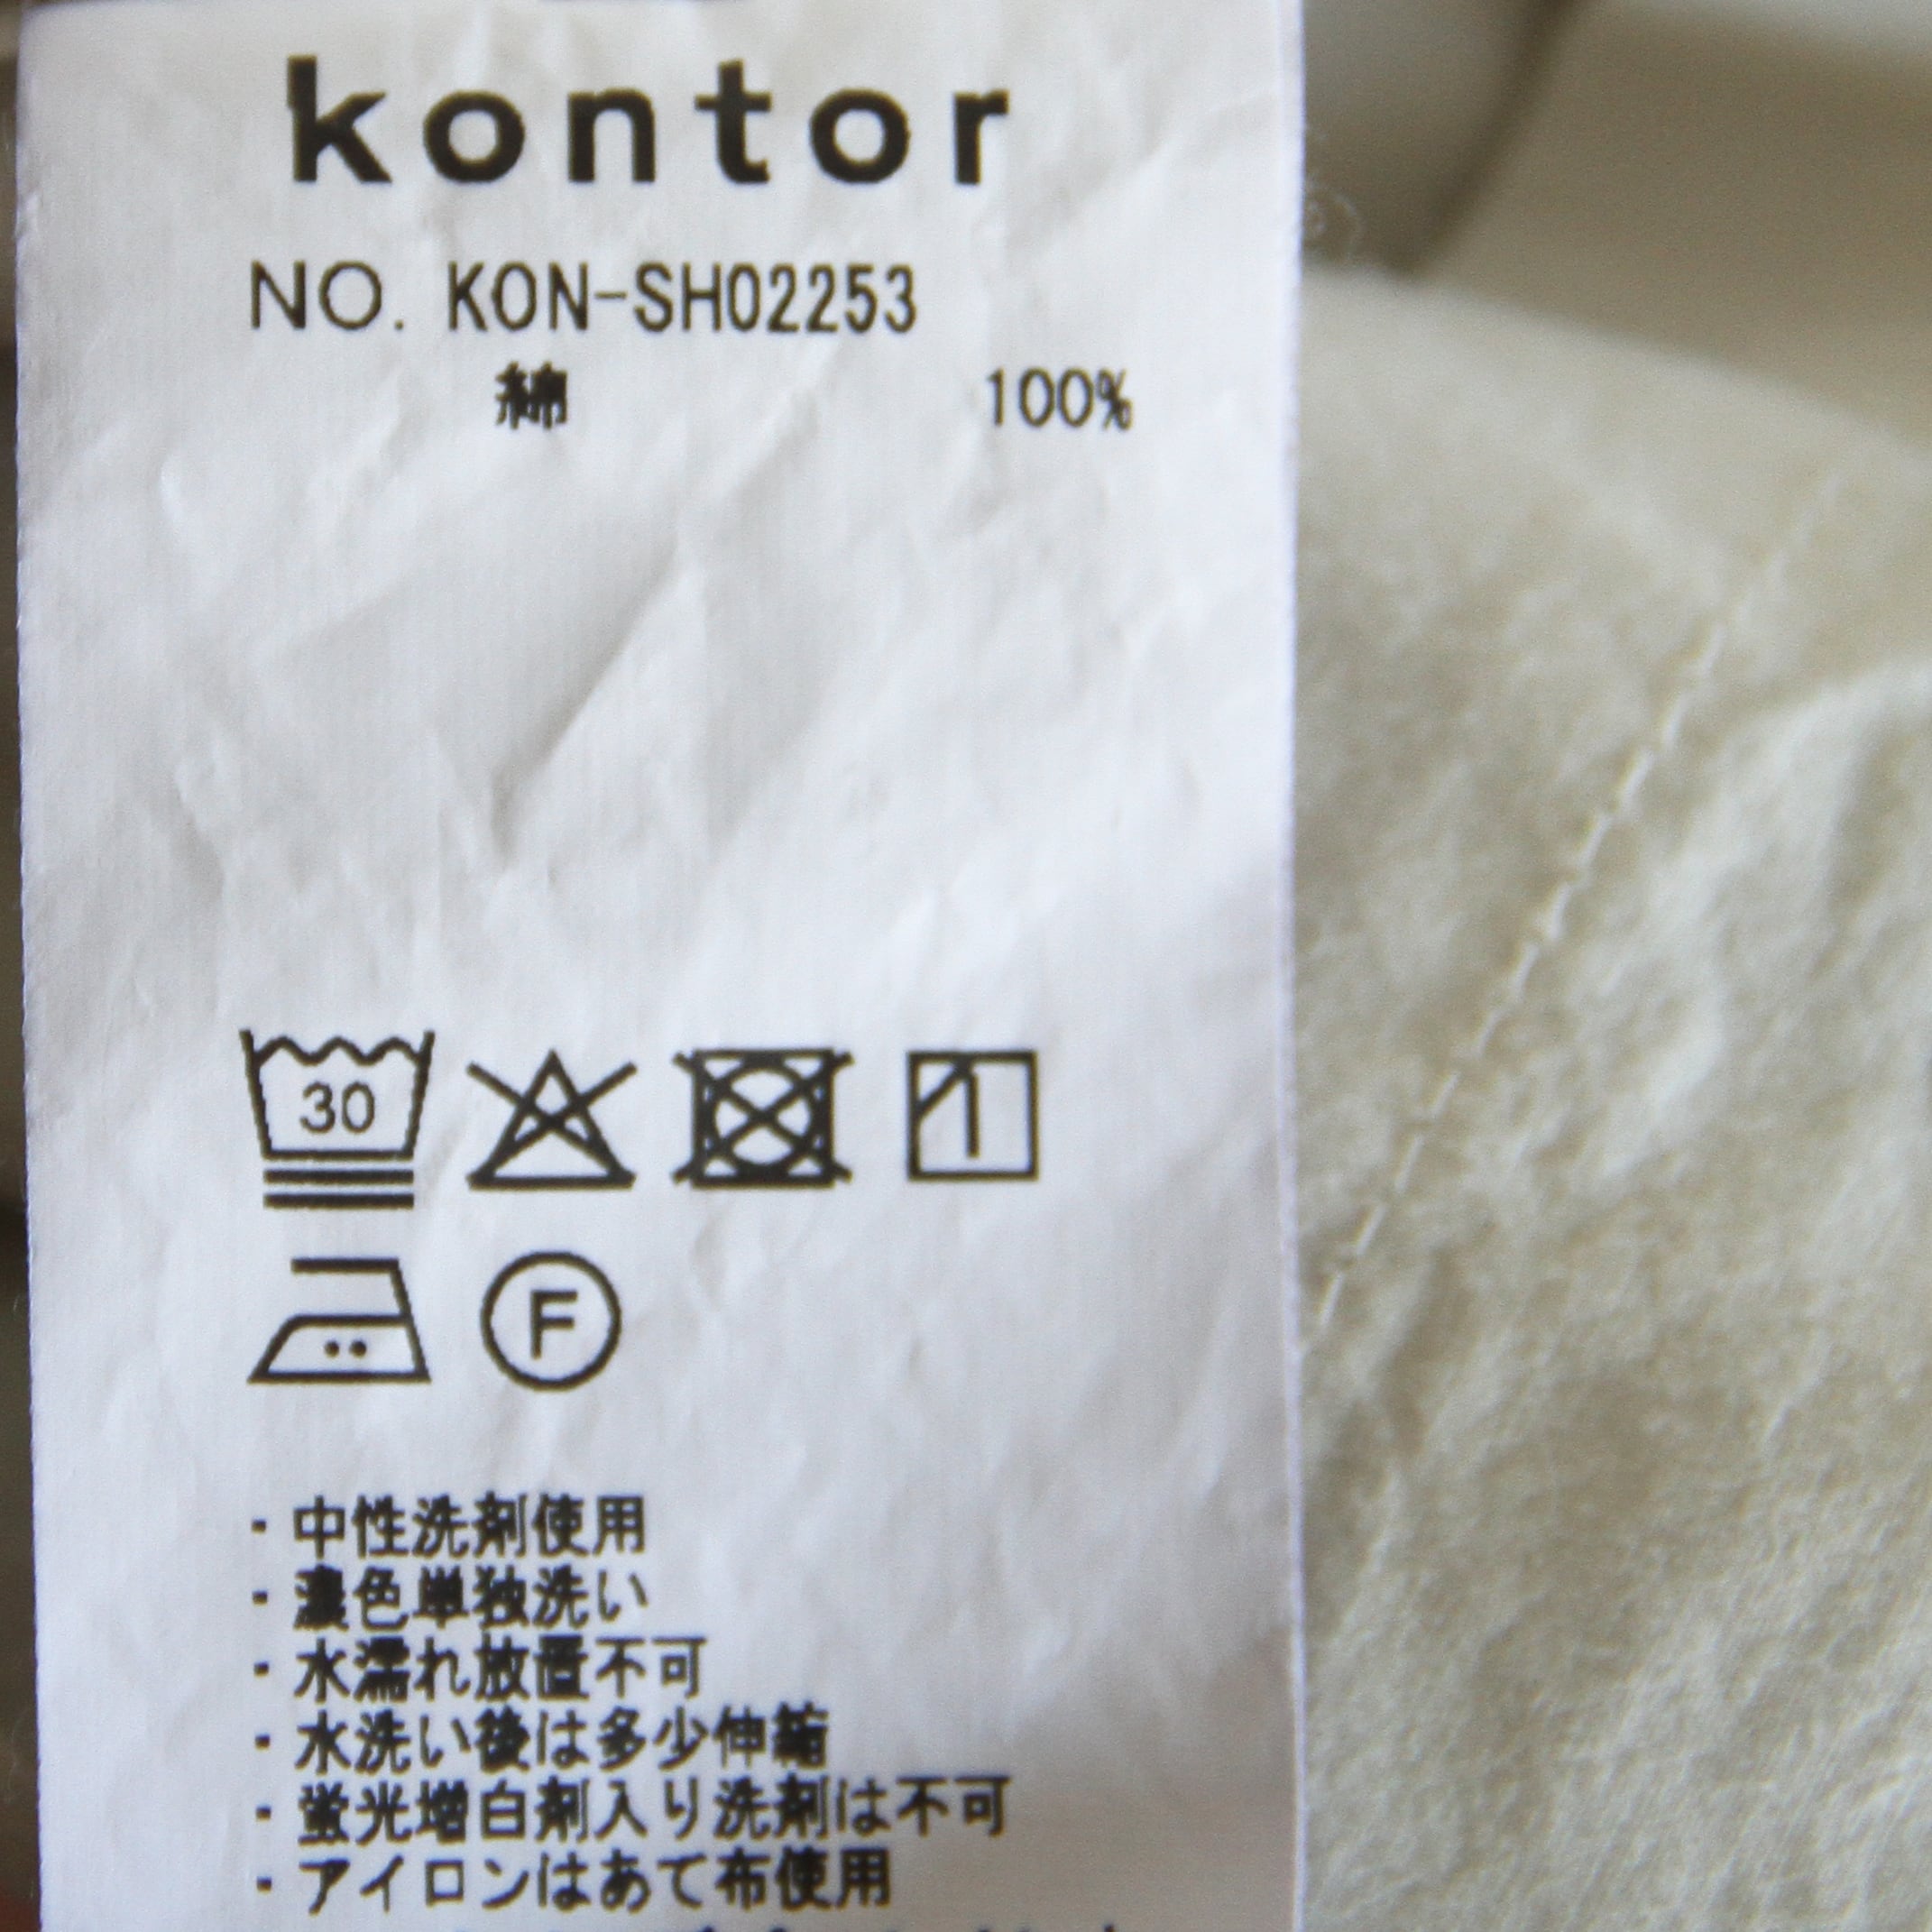 kontor
NO. KON-SH02253
綿 100%
30
F
・中性洗剤使用
・濃色単独洗い
・水濡れ放置不可
・水洗い後は多少伸縮
・蛍光増白剤入り洗剤は不可
・アイロンはあて布使用